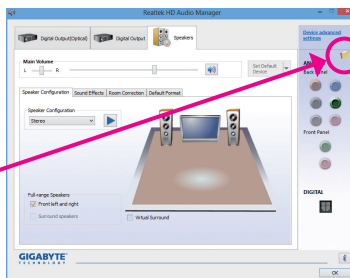 Realtek HD Audio Manager
Digital Output(Optical)
Digital Output
Speakers
Device advanced
settings
Main Volume
L
R
Set Default
Device
Back Panel
Speaker Configuration
Sound Effects
Room Correction
Default Format
Speaker Configuration
Stereo
Front Panel
Full-range Speakers
Front left and right
Surround speakers
Virtual Surround
DIGITAL
GIGABYTE
TECHNOLOGY
OK